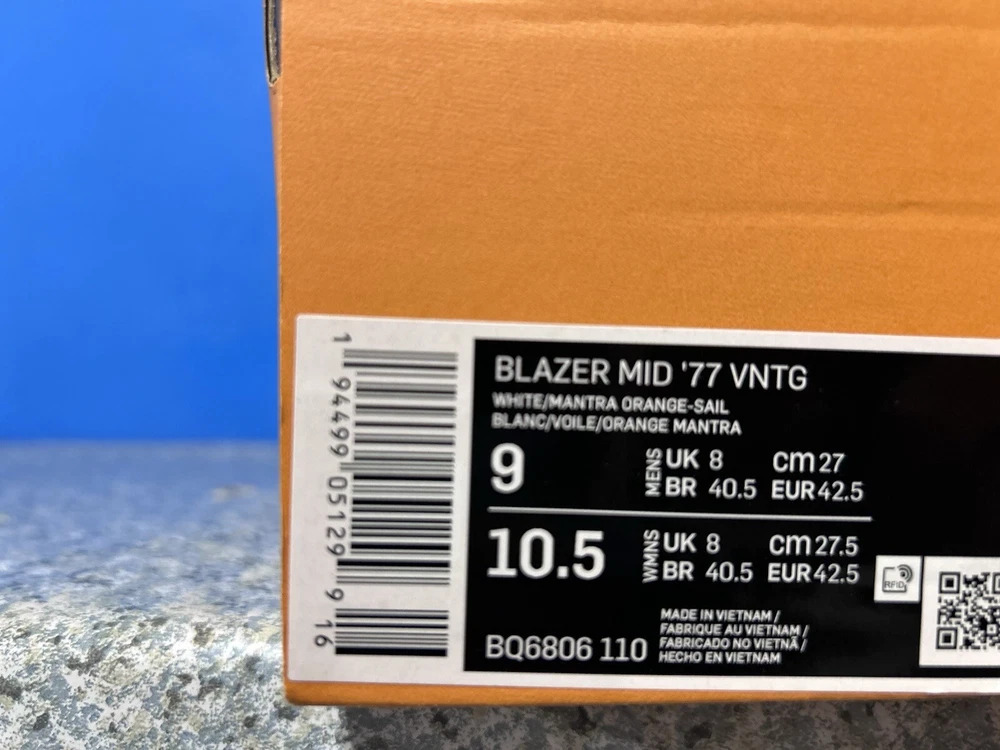 1 94499 05129 9 16
BLAZER MID '77 VNTG
WHITE/MANTRA ORANGE-SAIL
BLANC/VOILE/ORANGE MANTRA
9 MENS UK 8 cm 27
BR 40.5 EUR 42.5
10.5 WMNS UK 8 cm 27.5
BR 40.5 EUR 42.5
RFID
BQ6806 110
MADE IN VIETNAM /
FABRIQUE AU VIETNAM /
FABRICADO NO VIETNÃ /
HECHO EN VIETNAM